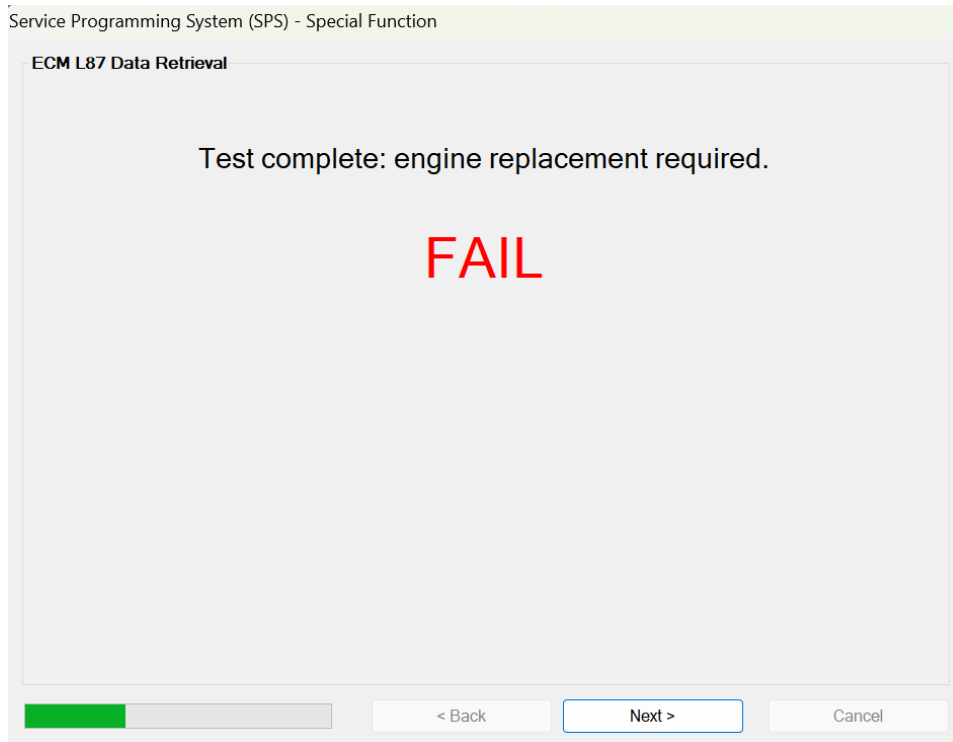 Service Programming System (SPS) - Special Function
ECM L87 Data Retrieval
Test complete: engine replacement required.
FAIL
< Back
Next >
Cancel